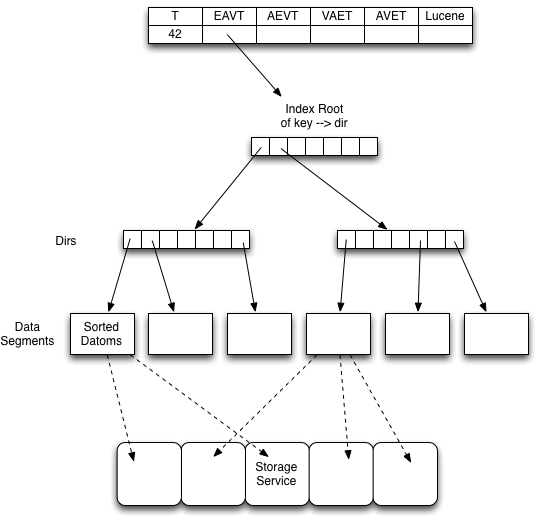 T EAVT AEVT VAET AVET Lucene
42
Index Root
of key --> dir
Dirs
Data
Segments
Sorted
Datoms
Storage
Service